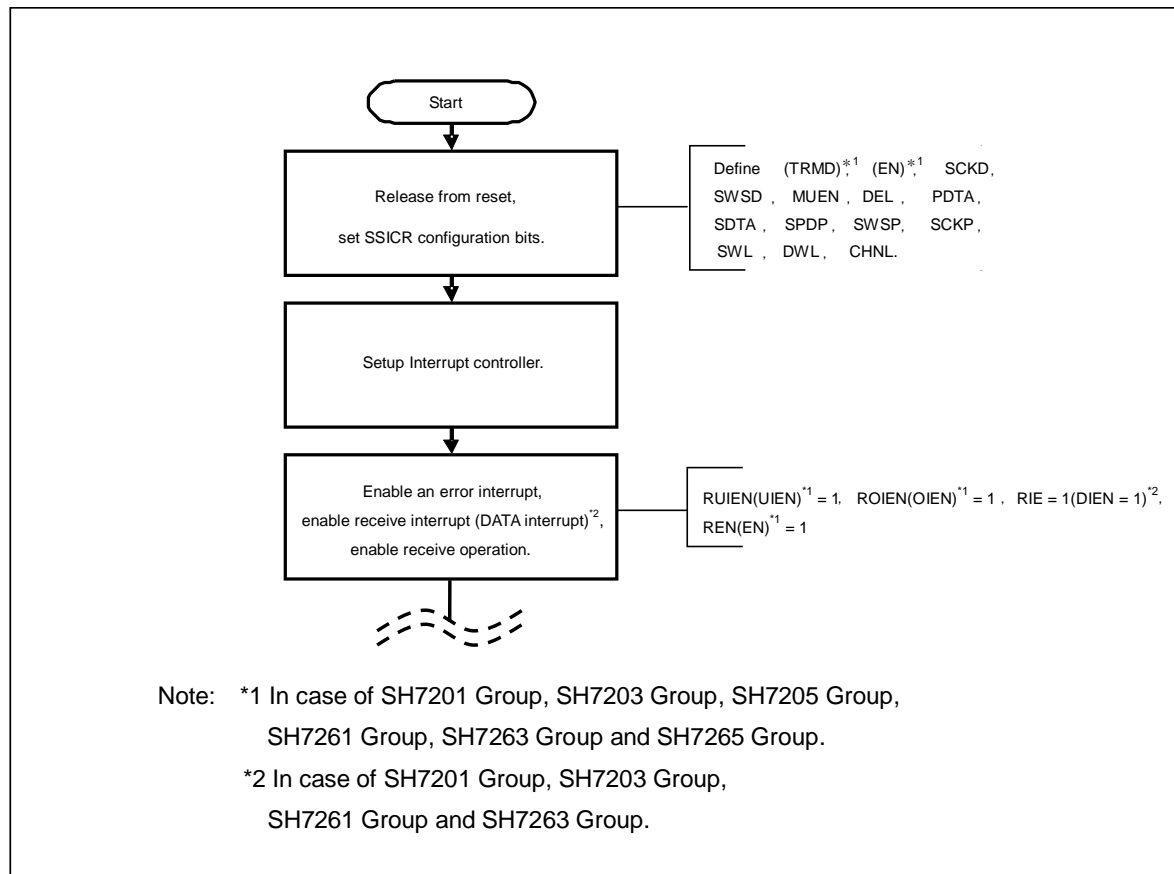 Start
Release from reset,
set SSICR configuration bits.
Define (TRMD)*,1 (EN)*,1 SCKD,
SWSD , MUEN , DEL , PDTA,
SDTA , SPDP , SWSP, SCKP,
SWL , DWL, CHNL.
Setup Interrupt controller.
Enable an error interrupt,
enable receive interrupt (DATA interrupt)*2,
enable receive operation.
RUIEN(UIEN)*1 = 1, ROIEN(OIEN)*1 = 1 , RIE = 1(DIEN = 1)*2,
REN(EN)*1 = 1
Note: *1 In case of SH7201 Group, SH7203 Group, SH7205 Group,
SH7261 Group, SH7263 Group and SH7265 Group.
*2 In case of SH7201 Group, SH7203 Group,
SH7261 Group and SH7263 Group.